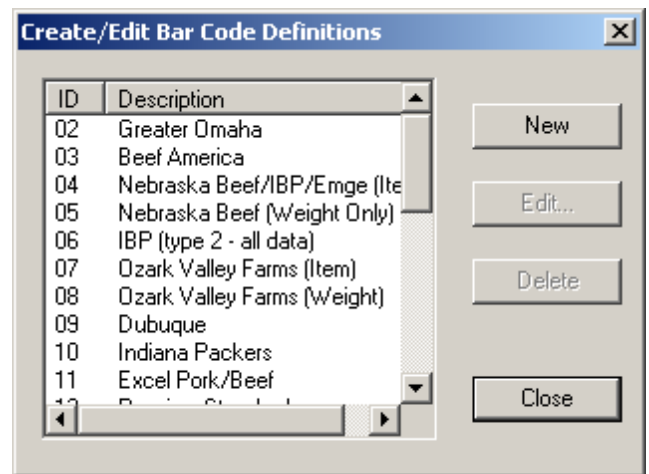 Create/Edit Bar Code Definitions
ID Description
02 Greater Omaha
03 Beef America
04 Nebraska Beef/IBP/Emge (Ite
05 Nebraska Beef (Weight Only)
06 IBP (type 2 - all data)
07 Ozark Valley Farms (Item)
08 Ozark Valley Farms (Weight)
09 Dubuque
10 Indiana Packers
11 Excel Pork/Beef
New
Edit...
Delete
Close